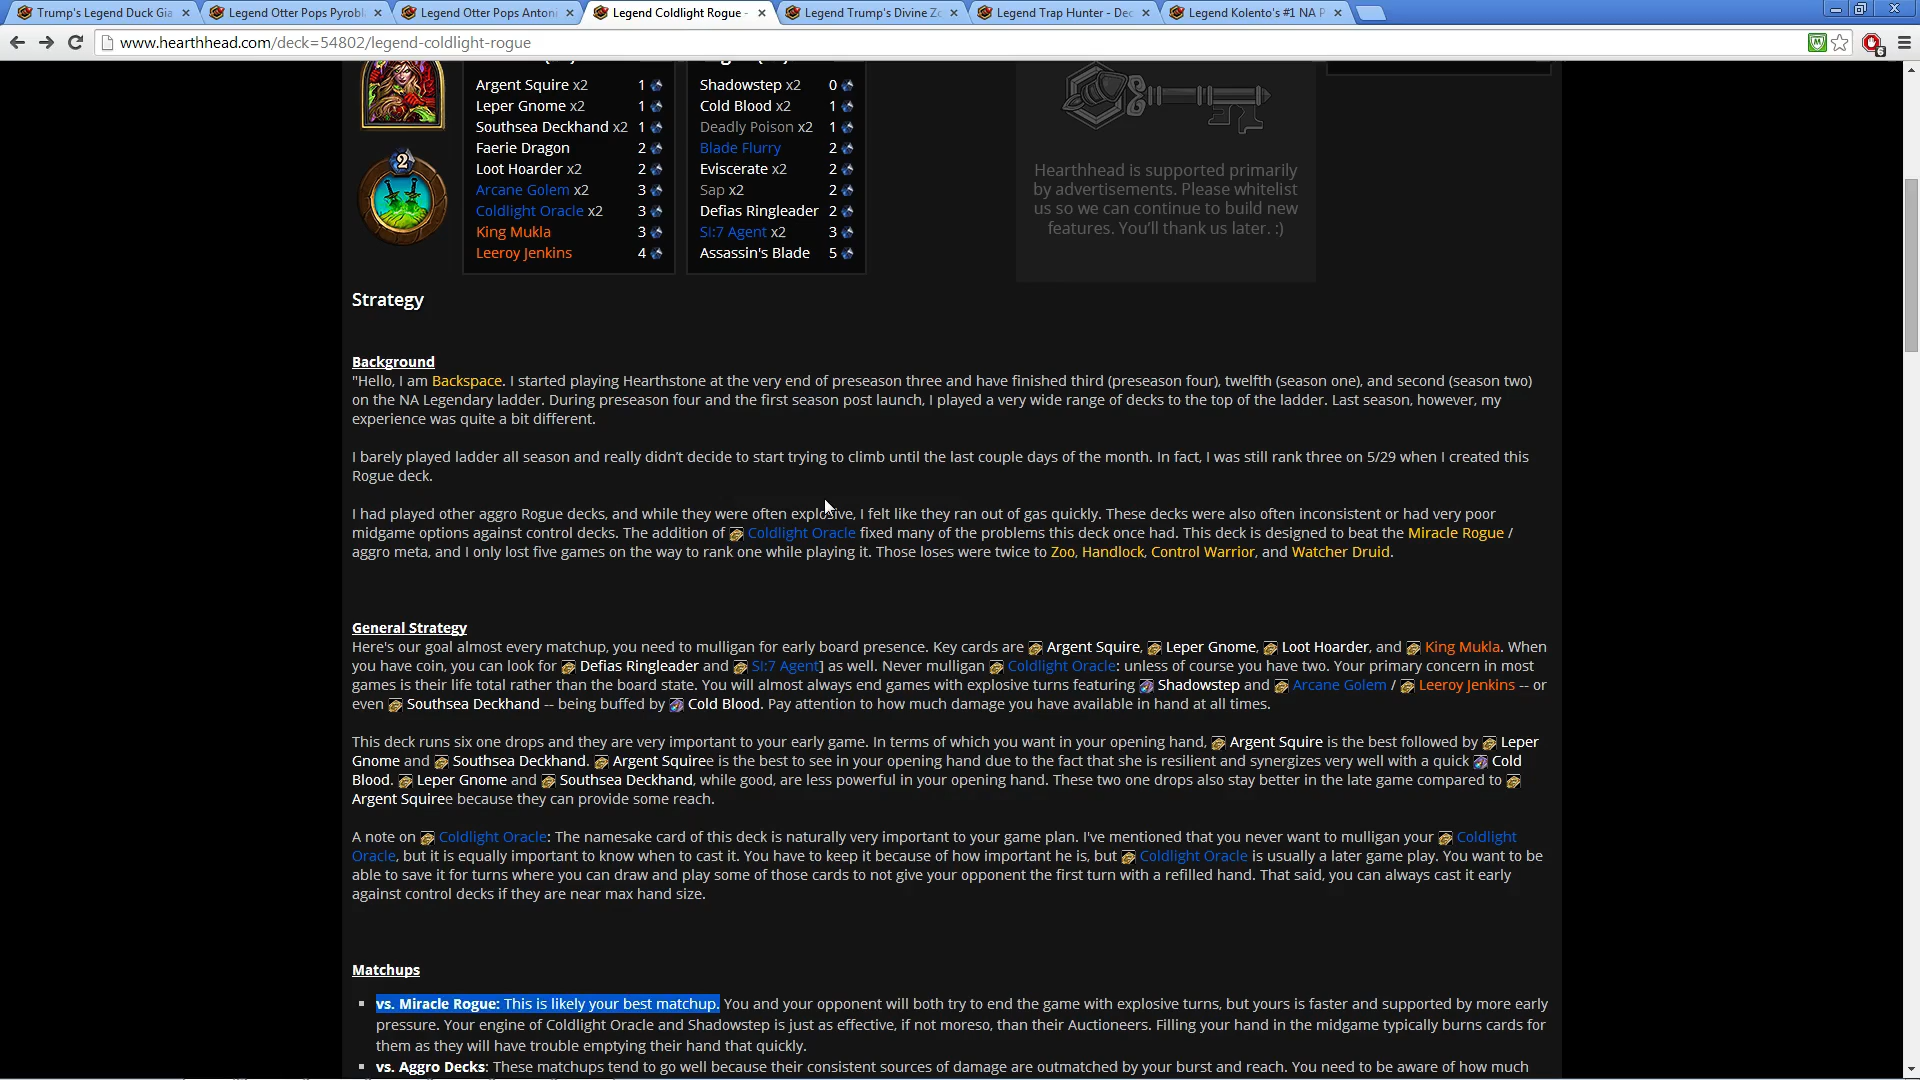 Trump's Legend Duck Gia
Legend Otter Pops Pyrobl
Legend Otter Pops Antoni
Legend Coldlight Rogue -
Legend Trump's Divine Zo
Legend Trap Hunter - Dec
Legend Kolento's #1 NA P
www.hearthhead.com/deck=54802/legend-coldlight-rogue
6
2
Argent Squire x2 1
Leper Gnome x2 1
Southsea Deckhand x2 1
Faerie Dragon 2
Loot Hoarder x2 2
Arcane Golem x2 3
Coldlight Oracle x2 3
King Mukla 3
Leeroy Jenkins 4
Shadowstep x2 0
Cold Blood x2 1
Deadly Poison x2 1
Blade Flurry 2
Eviscerate x2 2
Sap x2 2
Defias Ringleader 2
SI:7 Agent x2 3
Assassin's Blade 5
Hearthhead is supported primarily
by advertisements. Please whitelist
us so we can continue to build new
features. You'll thank us later. :)
Strategy
Background
"Hello, I am Backspace. I started playing Hearthstone at the very end of preseason three and have finished third (preseason four), twelfth (season one), and second (season two)
on the NA Legendary ladder. During preseason four and the first season post launch, I played a very wide range of decks to the top of the ladder. Last season, however, my
experience was quite a bit different.
I barely played ladder all season and really didn't decide to start trying to climb until the last couple days of the month. In fact, I was still rank three on 5/29 when I created this
Rogue deck.
I had played other aggro Rogue decks, and while they were often explosive, I felt like they ran out of gas quickly. These decks were also often inconsistent or had very poor
midgame options against control decks. The addition of Coldlight Oracle fixed many of the problems this deck once had. This deck is designed to beat the Miracle Rogue /
aggro meta, and I only lost five games on the way to rank one while playing it. Those loses were twice to Zoo, Handlock, Control Warrior, and Watcher Druid.
General Strategy
Here's our goal almost every matchup, you need to mulligan for early board presence. Key cards are Argent Squire, Leper Gnome, Loot Hoarder, and King Mukla. When
you have coin, you can look for Defias Ringleader and SI:7 Agent] as well. Never mulligan Coldlight Oracle: unless of course you have two. Your primary concern in most
games is their life total rather than the board state. You will almost always end games with explosive turns featuring Shadowstep and Arcane Golem / Leeroy Jenkins -- or
even Southsea Deckhand -- being buffed by Cold Blood. Pay attention to how much damage you have available in hand at all times.
This deck runs six one drops and they are very important to your early game. In terms of which you want in your opening hand, Argent Squire is the best followed by Leper
Gnome and Southsea Deckhand. Argent Squiree is the best to see in your opening hand due to the fact that she is resilient and synergizes very well with a quick Cold
Blood. Leper Gnome and Southsea Deckhand, while good, are less powerful in your opening hand. These two one drops also stay better in the late game compared to
Argent Squiree because they can provide some reach.
A note on Coldlight Oracle: The namesake card of this deck is naturally very important to your game plan. I've mentioned that you never want to mulligan your Coldlight
Oracle, but it is equally important to know when to cast it. You have to keep it because of how important he is, but Coldlight Oracle is usually a later game play. You want to be
able to save it for turns where you can draw and play some of those cards to not give your opponent the first turn with a refilled hand. That said, you can always cast it early
against control decks if they are near max hand size.
Matchups
vs. Miracle Rogue: This is likely your best matchup. You and your opponent will both try to end the game with explosive turns, but yours is faster and supported by more early
pressure. Your engine of Coldlight Oracle and Shadowstep is just as effective, if not moreso, than their Auctioneers. Filling your hand in the midgame typically burns cards for
them as they will have trouble emptying their hand that quickly.
vs. Aggro Decks: These matchups tend to go well because their consistent sources of damage are outmatched by your burst and reach. You need to be aware of how much